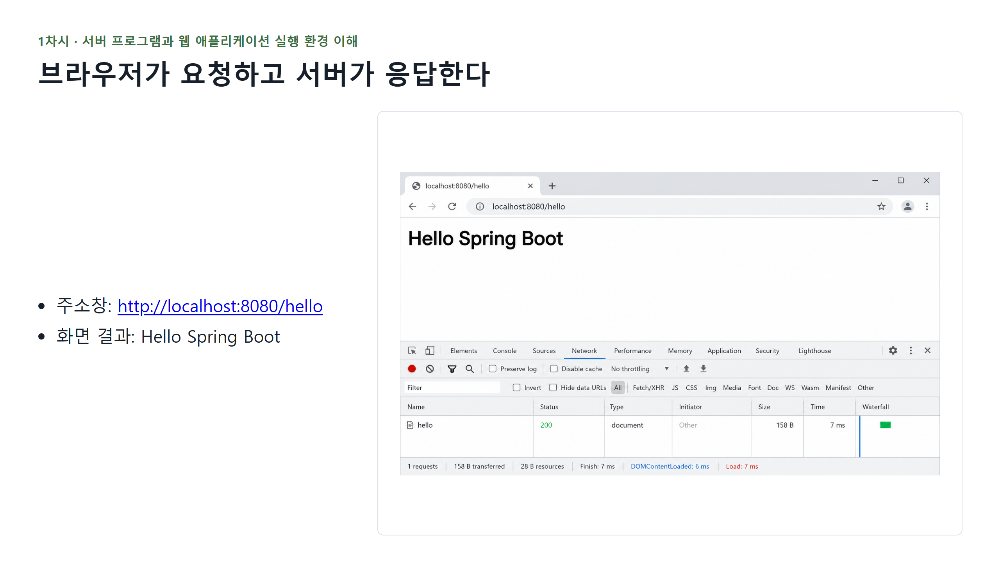 1차시 · 서버 프로그램과 웹 애플리케이션 실행 환경 이해
브라우저가 요청하고 서버가 응답한다
• 주소창: http://localhost:8080/hello
• 화면 결과: Hello Spring Boot
localhost:8080/hello
localhost:8080/hello
Hello Spring Boot
Elements Console Sources Network Performance Memory Application Security Lighthouse
Preserve log Disable cache No throttling
Filter Invert Hide data URLs All Fetch/XHR JS CSS Img Media Font Doc WS Wasm Manifest Other
Name Status Type Initiator Size Time Waterfall
hello 200 document Other 158 B 7 ms
1 requests 158 B transferred 28 B resources Finish: 7 ms DOMContentLoaded: 6 ms Load: 7 ms